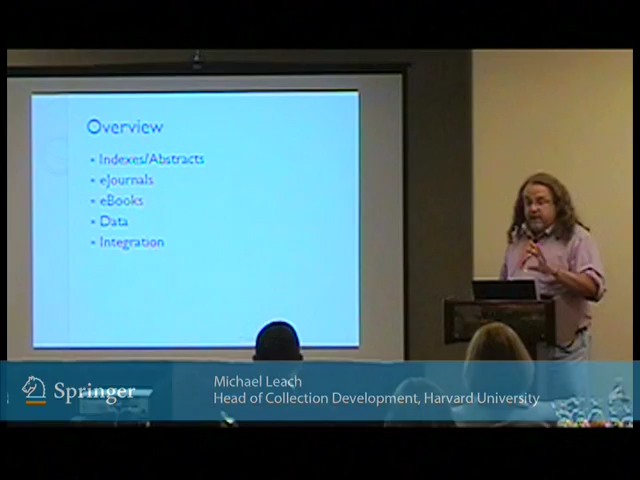 Overview
• Indexes/Abstracts
• eJournals
• eBooks
• Data
• Integration
Springer
Michael Leach
Head of Collection Development, Harvard University